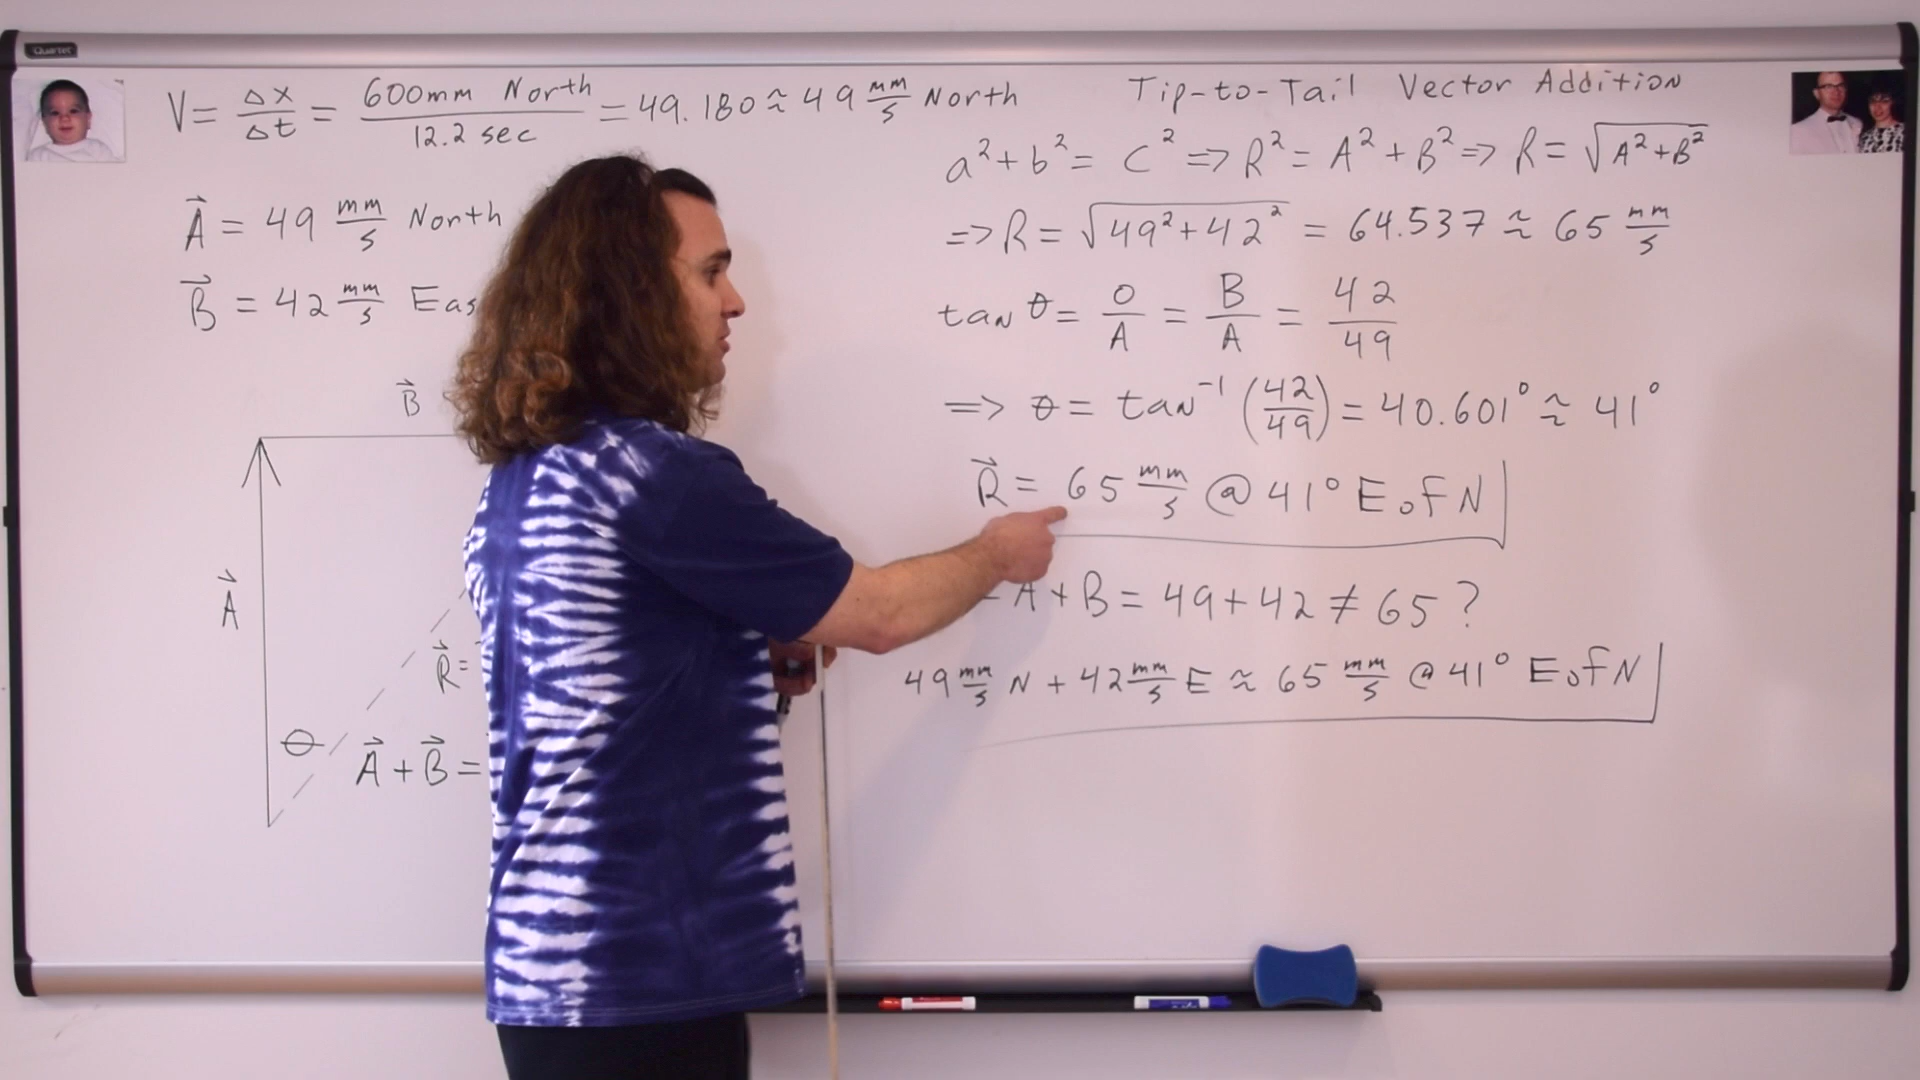 Quartet
V = Δx/Δt = 600mm North/12.2 sec = 49.180 ≈ 49 mm/s North
A⃗ = 49 mm/s North
B⃗ = 42 mm/s Eas
B⃗
A⃗
R⃗ =
θ
A⃗ + B⃗ =
Tip-to-Tail Vector Addition
a² + b² = c² => R² = A² + B² => R = √(A² + B²)
=> R = √(49² + 42²) = 64.537 ≈ 65 mm/s
tan θ = O/A = B/A = 42/49
=> θ = tan⁻¹(42/49) = 40.601° ≈ 41°
R⃗ = 65 mm/s @ 41° E of N
A + B = 49 + 42 ≠ 65 ?
49 mm/s N + 42 mm/s E ≈ 65 mm/s @ 41° E of N